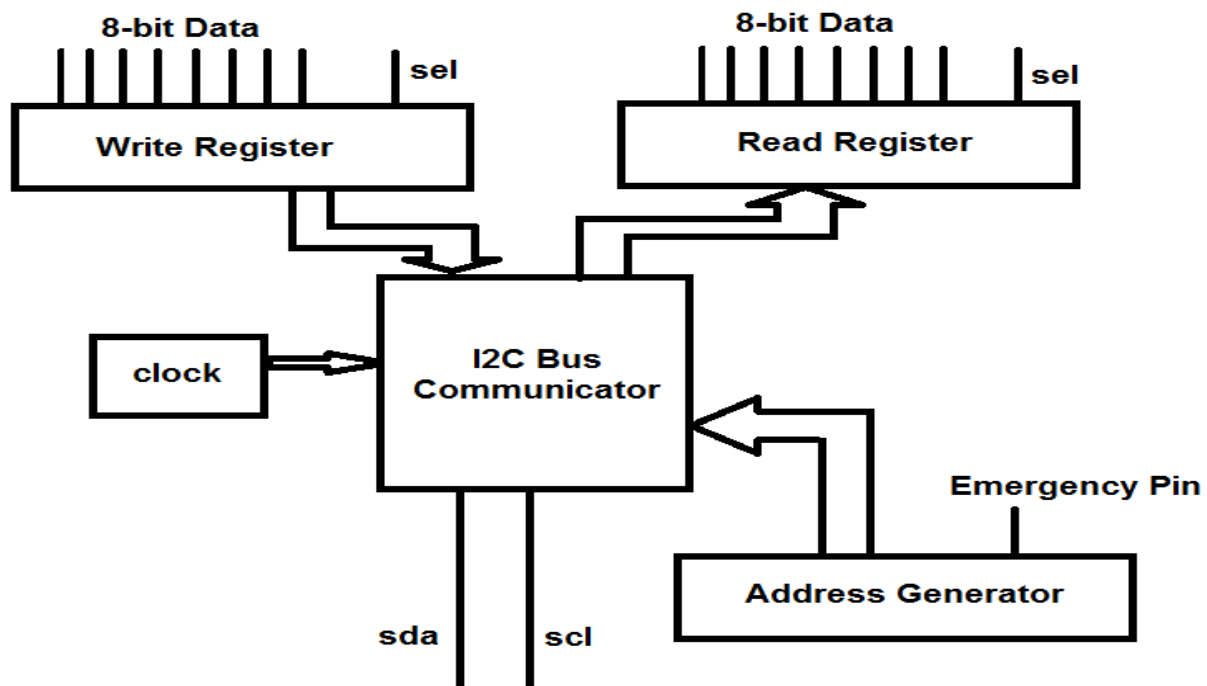 8-bit Data
sel
Write Register
8-bit Data
sel
Read Register
clock
I2C Bus
Communicator
Emergency Pin
Address Generator
sda
scl